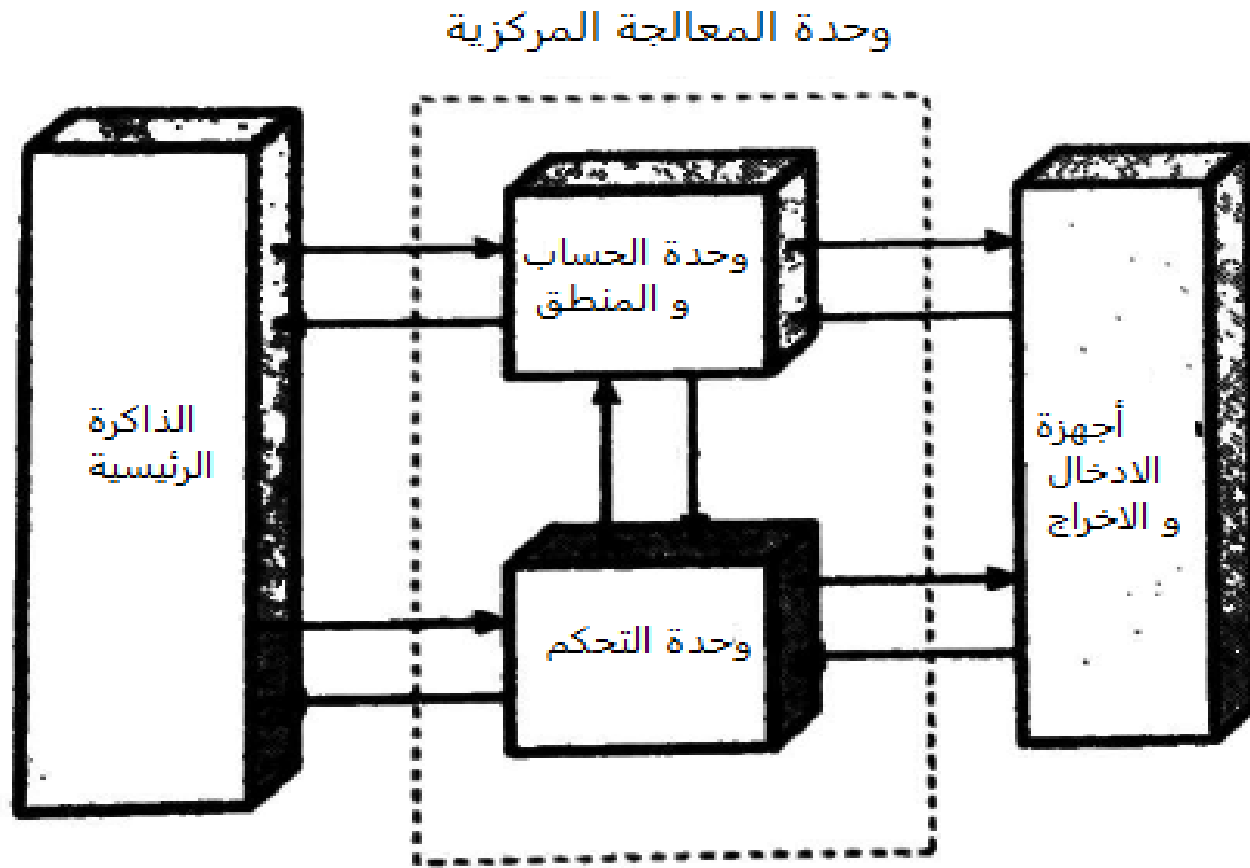 وحدة المعالجة المركزية
وحدة الحساب
و المنطق
الذاكرة
الرئيسية
أجهزة
الادخال
و الاخراج
وحدة التحكم